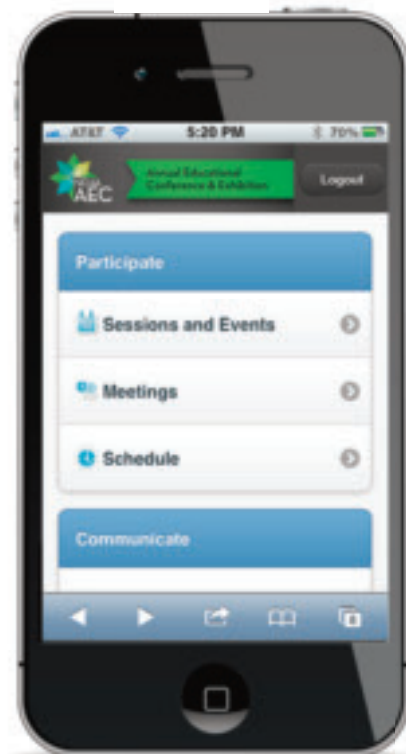 AT&T 5:20 PM 70%
AEC
Annual Educational
Conference & Exhibition
Logout
Participate
Sessions and Events
Meetings
Schedule
Communicate